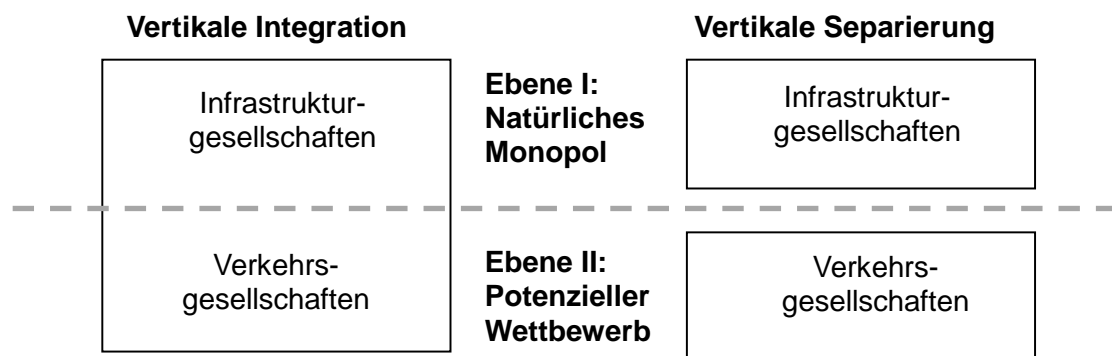 Vertikale Integration
Vertikale Separierung
Infrastruktur-
gesellschaften
Ebene I:
Natürliches
Monopol
Infrastruktur-
gesellschaften
Verkehrs-
gesellschaften
Ebene II:
Potenzieller
Wettbewerb
Verkehrs-
gesellschaften